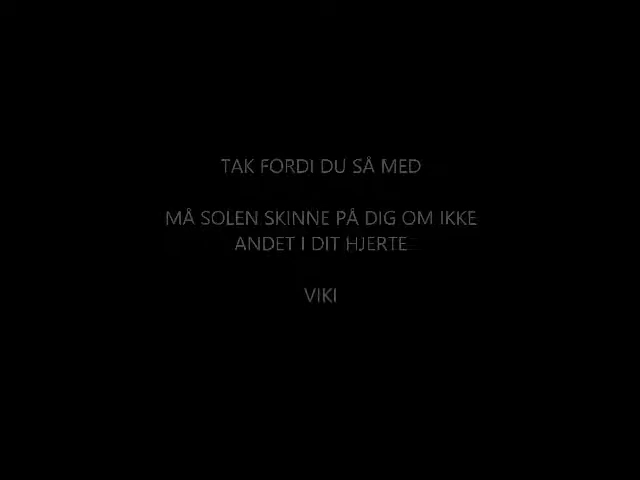 TAK FORDI DU SÅ MED
MÅ SOLEN SKINNE PÅ DIG OM IKKE
ANDET I DIT HJERTE
VIKI